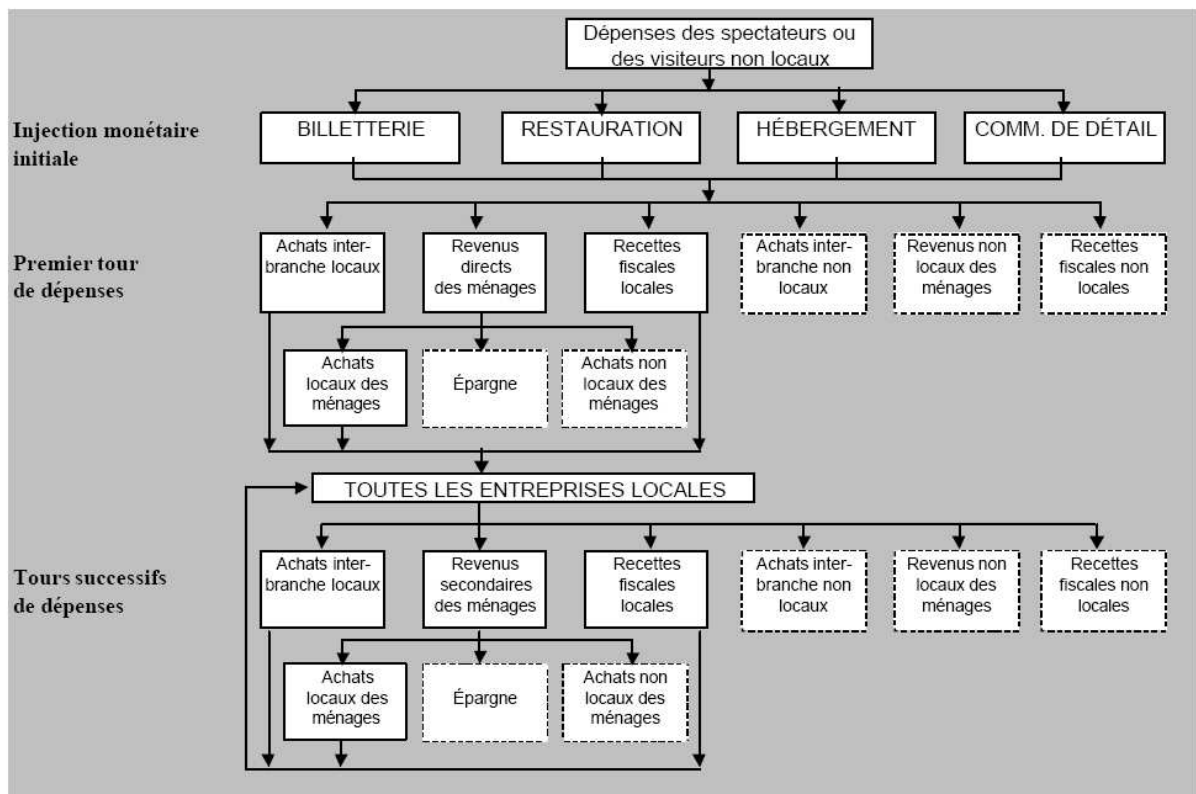 Dépenses des spectateurs ou
des visiteurs non locaux
Injection monétaire
initiale
BILLETTERIE
RESTAURATION
HÉBERGEMENT
COMM. DE DÉTAIL
Premier tour
de dépenses
Achats inter-
branche locaux
Revenus
directs
des ménages
Recettes
fiscales
locales
Achats inter-
branche non
locaux
Revenus non
locaux des
ménages
Recettes
fiscales non
locales
Achats
locaux des
ménages
Épargne
Achats non
locaux des
ménages
TOUTES LES ENTREPRISES LOCALES
Tours successifs
de dépenses
Achats inter-
branche locaux
Revenus
secondaires
des ménages
Recettes
fiscales
locales
Achats inter-
branche non
locaux
Revenus non
locaux des
ménages
Recettes
fiscales non
locales
Achats
locaux des
ménages
Épargne
Achats non
locaux des
ménages